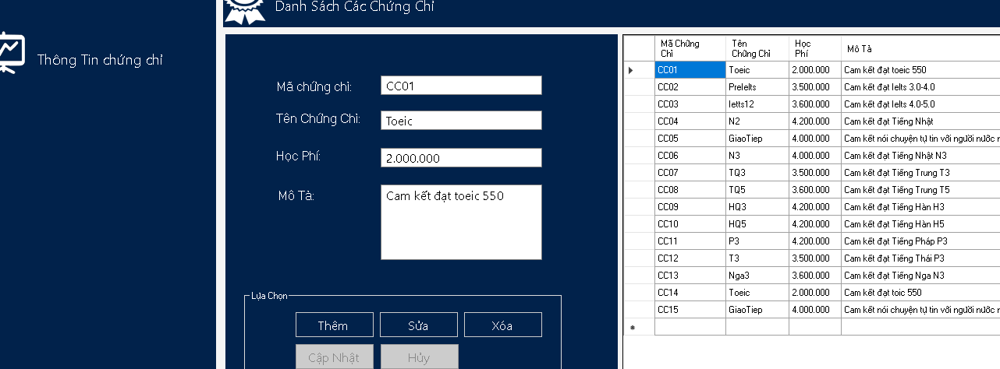 Danh Sách Các Chứng Chỉ
Thông Tin chứng chỉ
Mã chứng chỉ: CC01
Tên Chứng Chỉ: Toeic
Học Phí: 2.000.000
Mô Tả: Cam kết đạt toeic 550
Lựa Chọn
Thêm Sửa Xóa
Cập Nhật Hủy
Mã Chứng Chỉ Tên Chứng Chỉ Học Phí Mô Tả
CC01 Toeic 2.000.000 Cam kết đạt toeic 550
CC02 PreIelts 3.500.000 Cam kết đạt Ielts 3.0-4.0
CC03 Ietts12 3.600.000 Cam kết đạt Ielts 4.0-5.0
CC04 N2 4.200.000 Cam kết đạt Tiếng Nhật
CC05 GiaoTiep 4.000.000 Cam kết nói chuyện tự tin với người nước
CC06 N3 4.000.000 Cam kết đạt Tiếng Nhật N3
CC07 TQ3 3.500.000 Cam kết đạt Tiếng Trung T3
CC08 TQ5 3.600.000 Cam kết đạt Tiếng Trung T5
CC09 HQ3 4.200.000 Cam kết đạt Tiếng Hàn H3
CC10 HQ5 4.200.000 Cam kết đạt Tiếng Hàn H5
CC11 P3 4.200.000 Cam kết đạt Tiếng Pháp P3
CC12 T3 3.500.000 Cam kết đạt Tiếng Thái P3
CC13 Nga3 3.600.000 Cam kết đạt Tiếng Nga N3
CC14 Toeic 2.000.000 Cam kết đạt toic 550
CC15 GiaoTiep 4.000.000 Cam kết nói chuyện tự tin với người nước